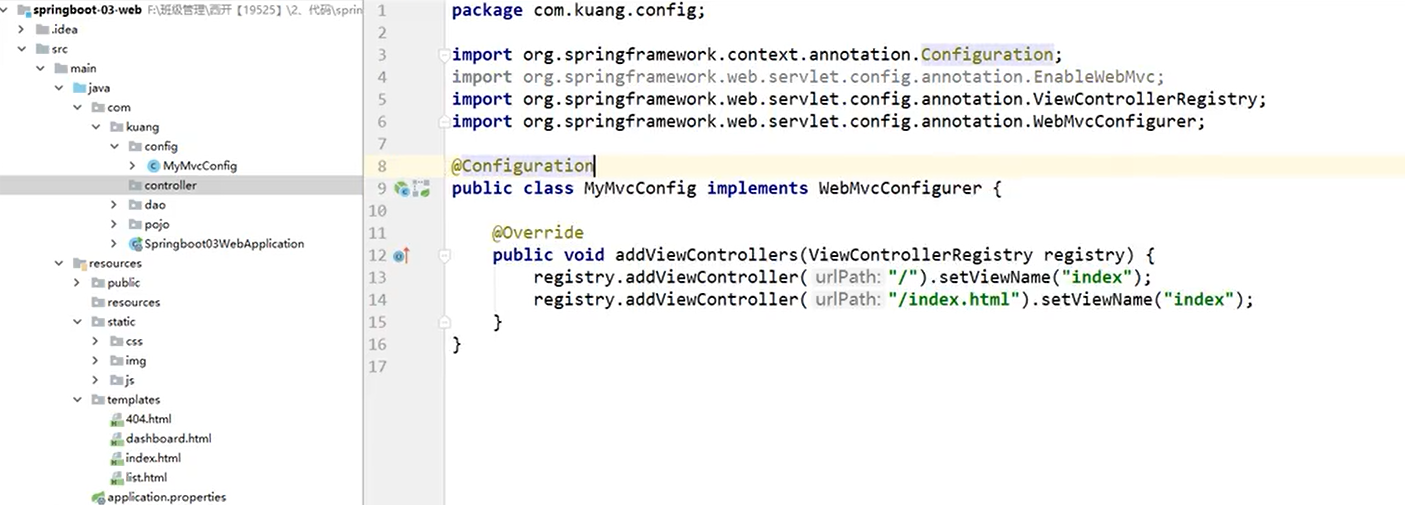 springboot-03-web F:\班级管理\西开【19525】\2、代码\sprin
.idea
src
main
java
com
kuang
config
MyMvcConfig
controller
dao
pojo
Springboot03WebApplication
resources
public
resources
static
css
img
js
templates
404.html
dashboard.html
index.html
list.html
application.properties
1 package com.kuang.config;
2
3 import org.springframework.context.annotation.Configuration;
4 import org.springframework.web.servlet.config.annotation.EnableWebMvc;
5 import org.springframework.web.servlet.config.annotation.ViewControllerRegistry;
6 import org.springframework.web.servlet.config.annotation.WebMvcConfigurer;
7
8 @Configuration
9 public class MyMvcConfig implements WebMvcConfigurer {
10
11 @Override
12 public void addViewControllers(ViewControllerRegistry registry) {
13 registry.addViewController( urlPath: "/").setViewName("index");
14 registry.addViewController( urlPath: "/index.html").setViewName("index");
15 }
16 }
17